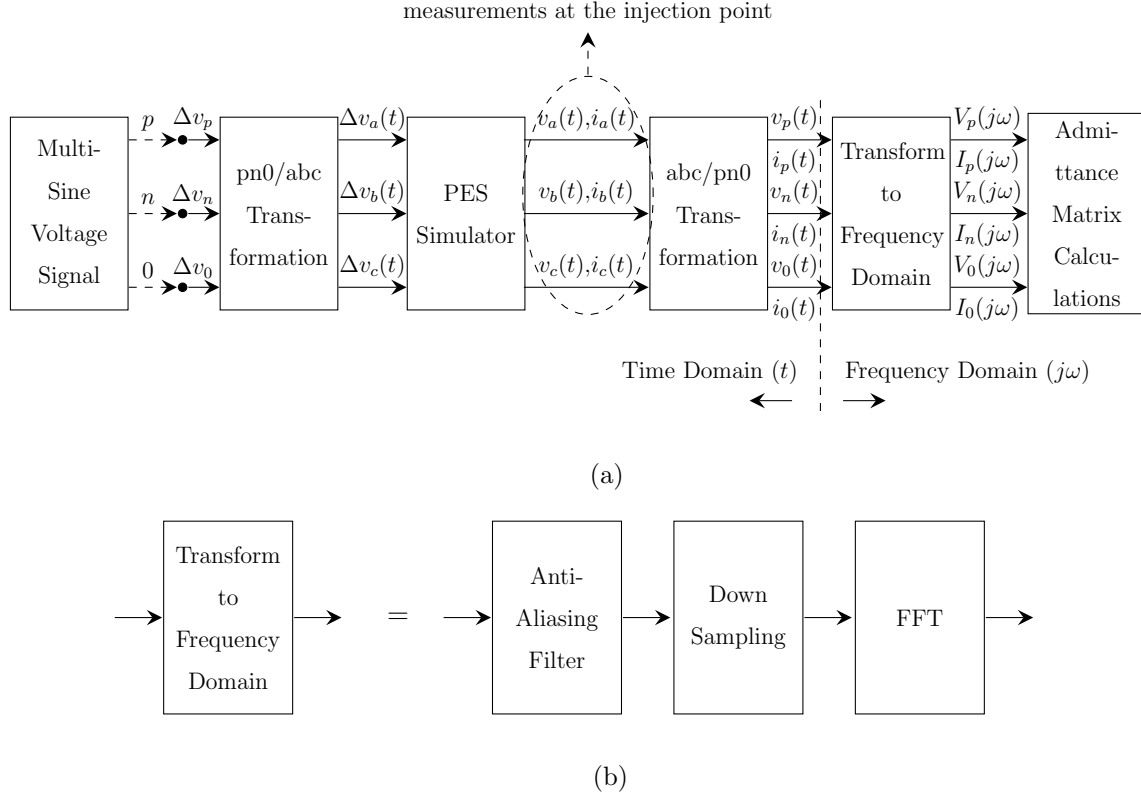 measurements at the injection point
Multi-
Sine
Voltage
Signal
p
n
0
Δv_p
Δv_n
Δv_0
pn0/abc
Trans-
formation
Δv_a(t)
Δv_b(t)
Δv_c(t)
PES
Simulator
v_a(t),i_a(t)
v_b(t),i_b(t)
v_c(t),i_c(t)
abc/pn0
Trans-
formation
v_p(t)
i_p(t)
v_n(t)
i_n(t)
v_0(t)
i_0(t)
Transform
to
Frequency
Domain
V_p(jω)
I_p(jω)
V_n(jω)
I_n(jω)
V_0(jω)
I_0(jω)
Admi-
ttance
Matrix
Calcu-
lations
Time Domain (t)
Frequency Domain (jω)
(a)
Transform
to
Frequency
Domain
=
Anti-
Aliasing
Filter
Down
Sampling
FFT
(b)